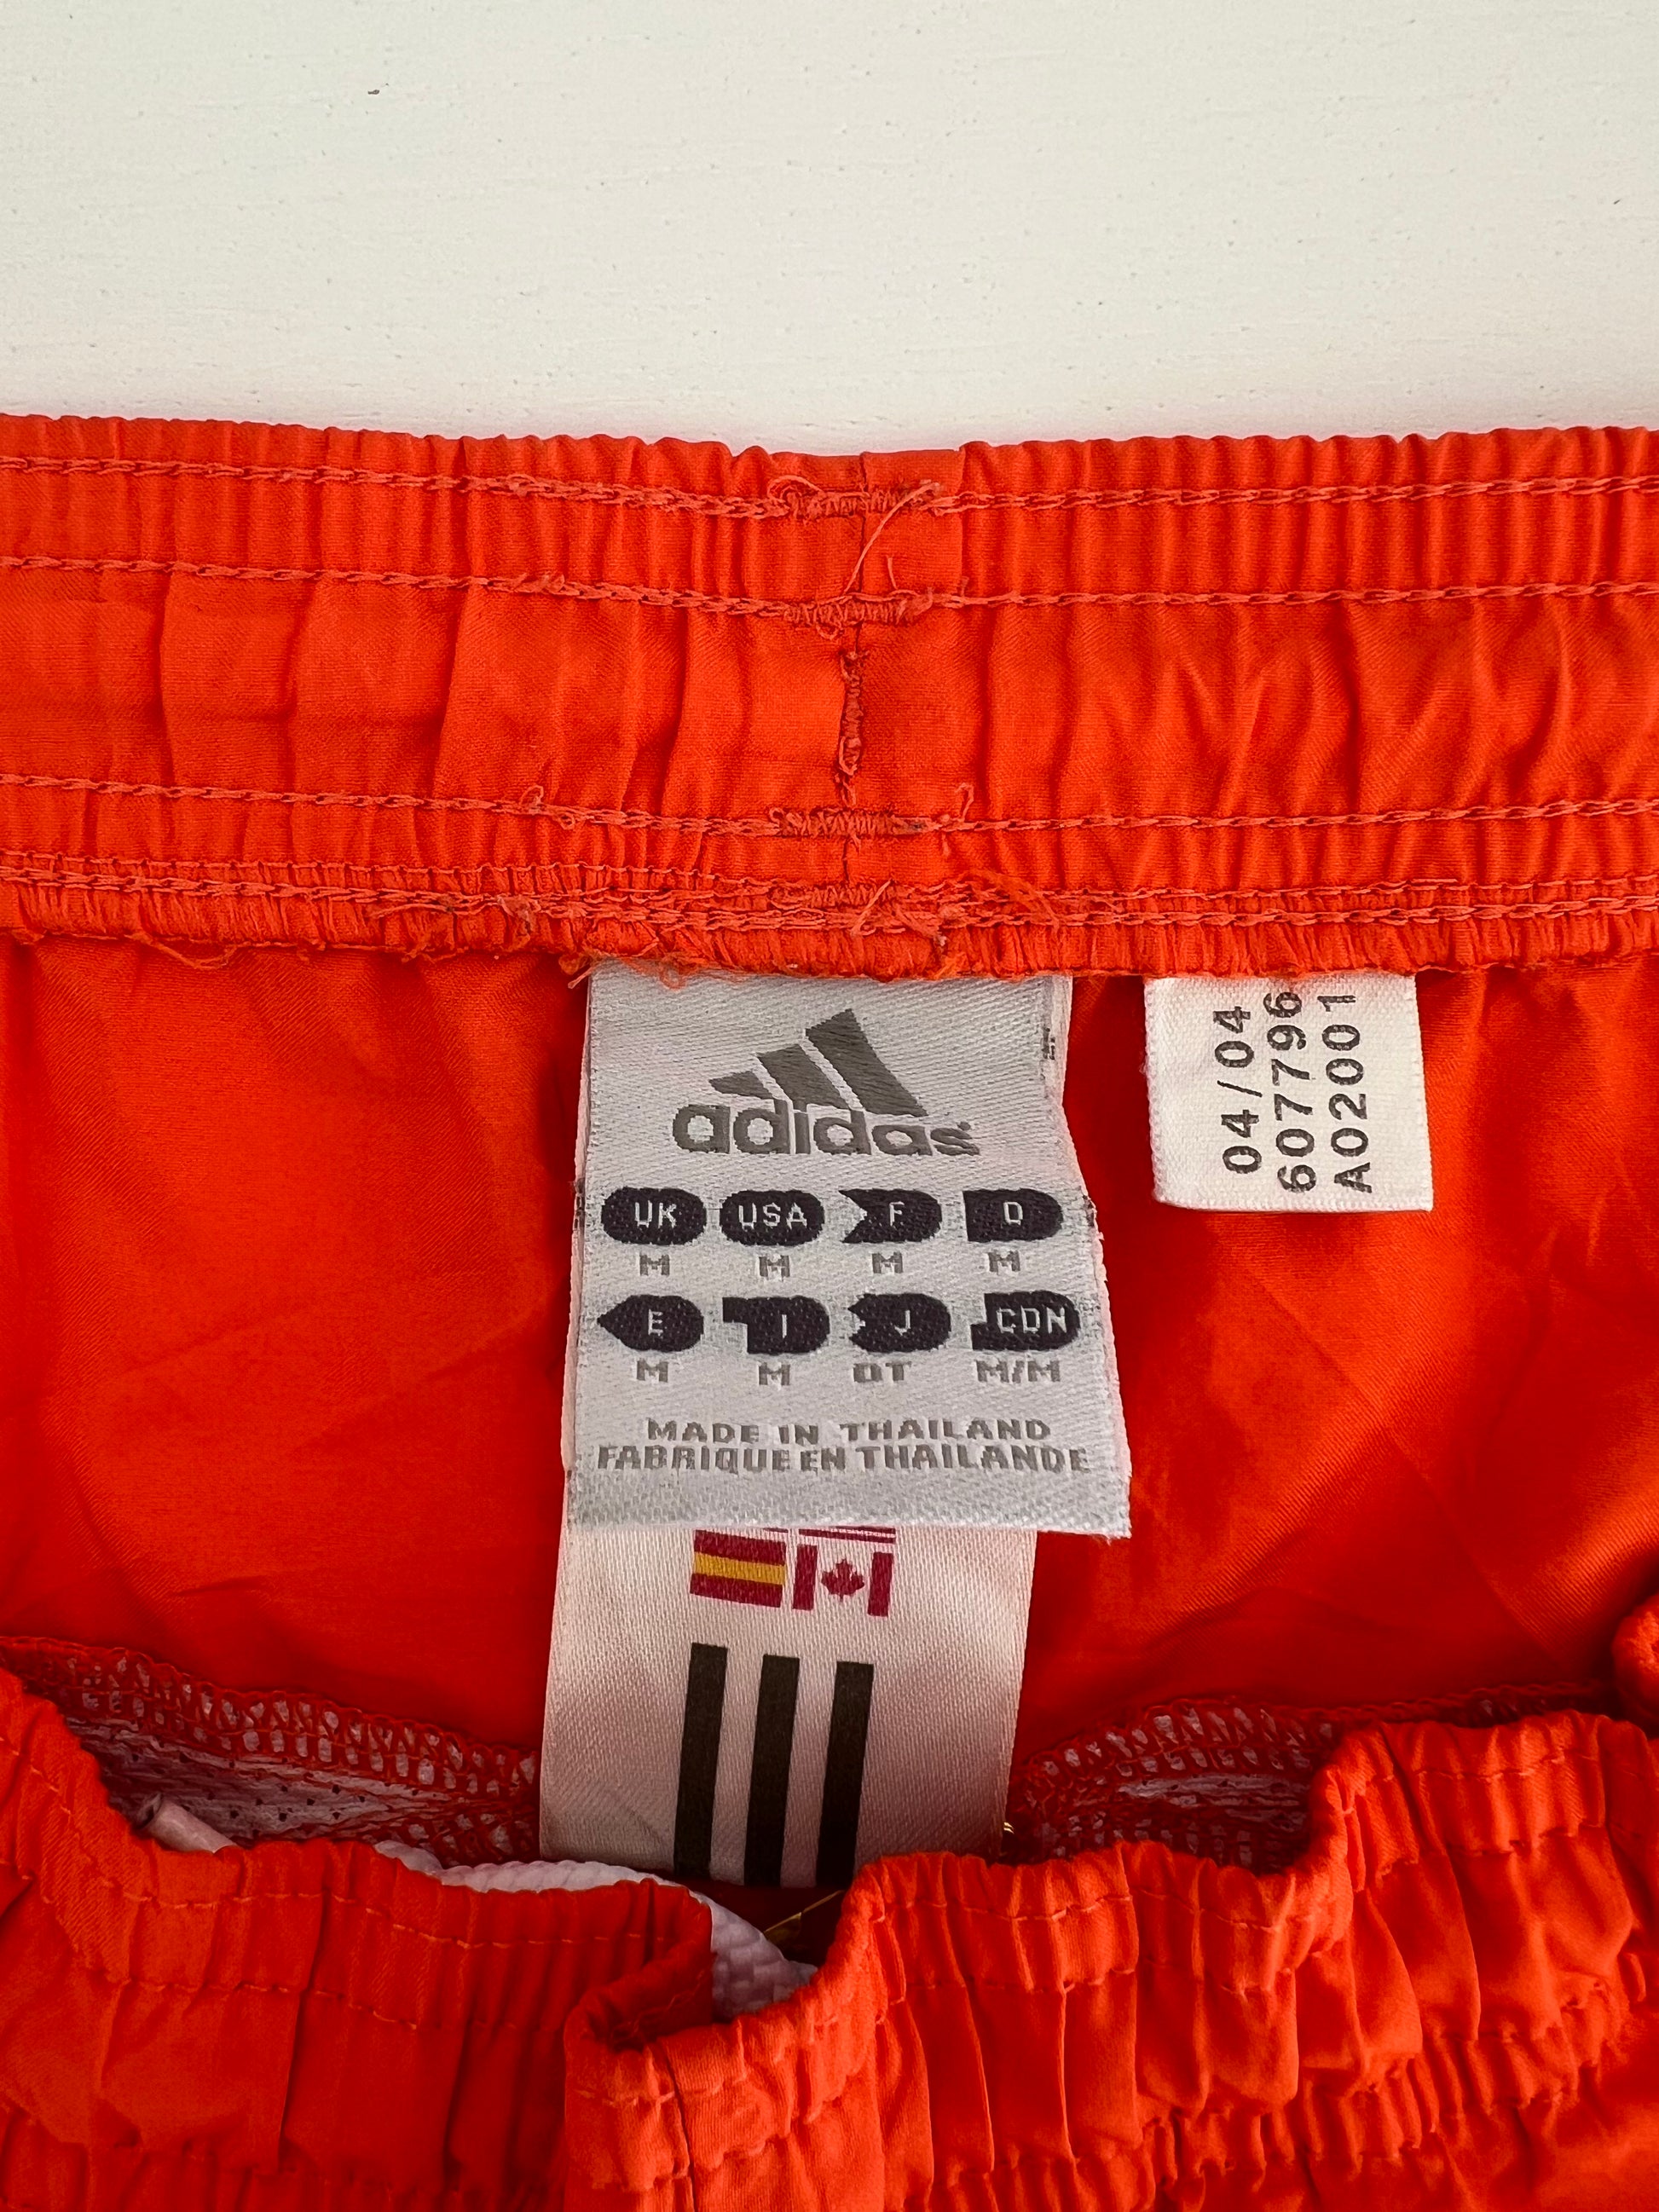 adidas
UK USA F D
M M M M
E I J CDN
M M OT M/M
MADE IN THAILAND
FABRIQUE EN THAILANDE
04/04
607796
A02001